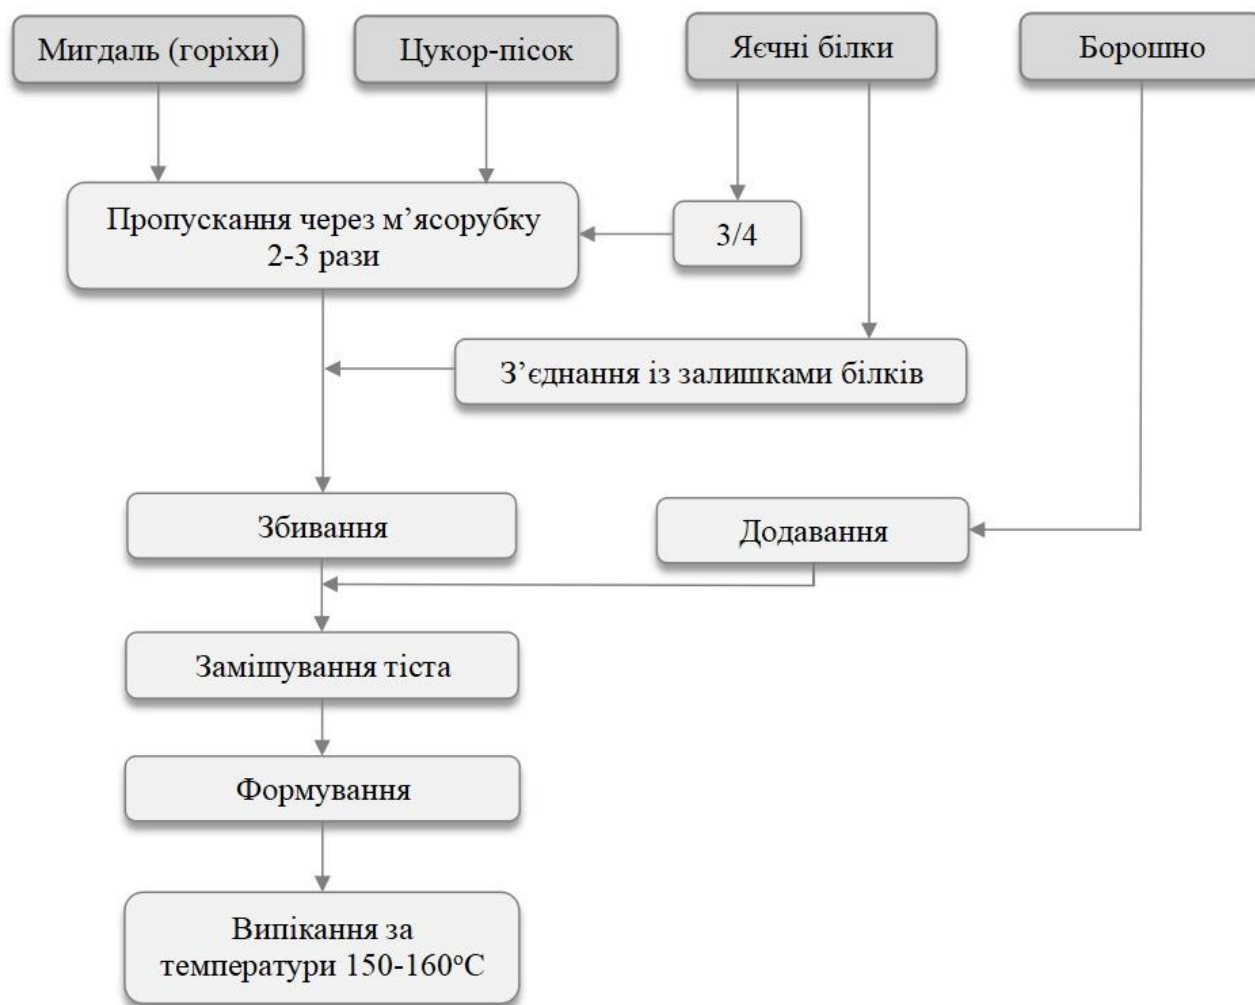 Мигдаль (горіхи)
Цукор-пісок
Яєчні білки
Борошно
Пропускання через м’ясорубку
2-3 рази
3/4
З’єднання із залишками білків
Збивання
Додавання
Замішування тіста
Формування
Випікання за
температури 150-160°С